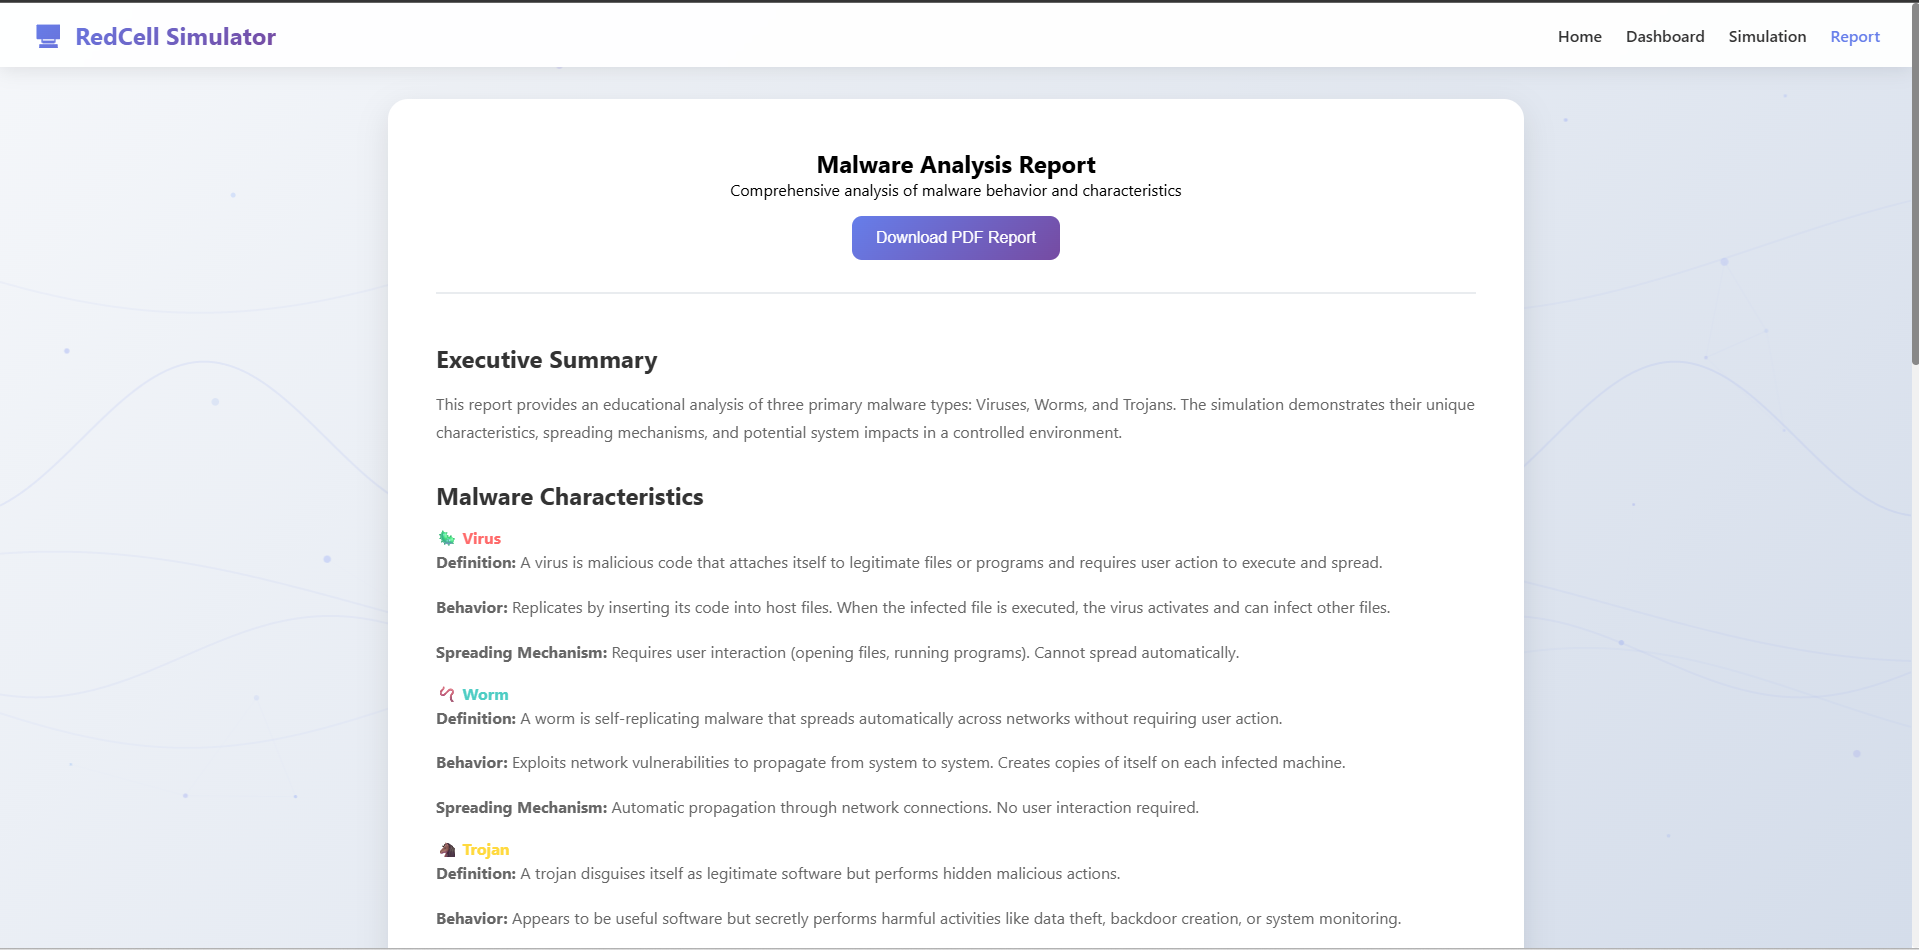 RedCell Simulator
Home Dashboard Simulation Report
Malware Analysis Report
Comprehensive analysis of malware behavior and characteristics
Download PDF Report
Executive Summary
This report provides an educational analysis of three primary malware types: Viruses, Worms, and Trojans. The simulation demonstrates their unique
characteristics, spreading mechanisms, and potential system impacts in a controlled environment.
Malware Characteristics
Virus
Definition: A virus is malicious code that attaches itself to legitimate files or programs and requires user action to execute and spread.
Behavior: Replicates by inserting its code into host files. When the infected file is executed, the virus activates and can infect other files.
Spreading Mechanism: Requires user interaction (opening files, running programs). Cannot spread automatically.
Worm
Definition: A worm is self-replicating malware that spreads automatically across networks without requiring user action.
Behavior: Exploits network vulnerabilities to propagate from system to system. Creates copies of itself on each infected machine.
Spreading Mechanism: Automatic propagation through network connections. No user interaction required.
Trojan
Definition: A trojan disguises itself as legitimate software but performs hidden malicious actions.
Behavior: Appears to be useful software but secretly performs harmful activities like data theft, backdoor creation, or system monitoring.